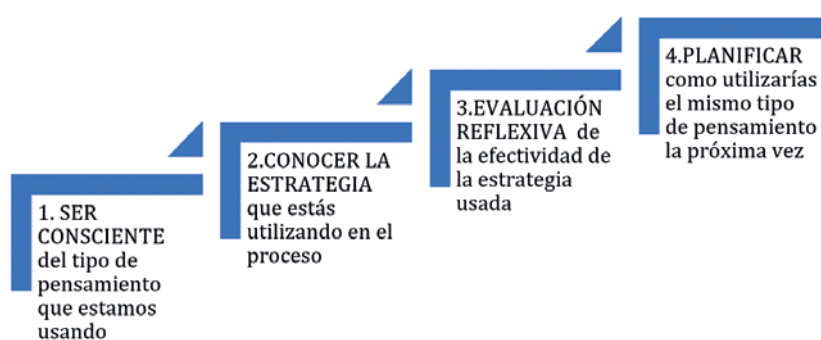 1. SER
CONSCIENTE
del tipo de
pensamiento
que estamos
usando
2.CONOCER LA
ESTRATEGIA
que estás
utilizando en el
proceso
3.EVALUACIÓN
REFLEXIVA de
la efectividad de
la estrategia
usada
4.PLANIFICAR
como utilizarías
el mismo tipo
de pensamiento
la próxima vez